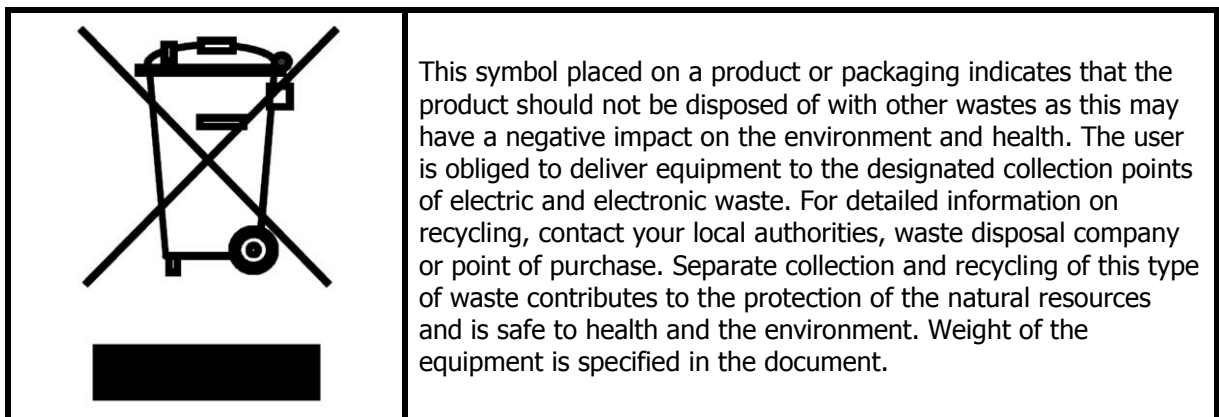 This symbol placed on a product or packaging indicates that the
product should not be disposed of with other wastes as this may
have a negative impact on the environment and health. The user
is obliged to deliver equipment to the designated collection points
of electric and electronic waste. For detailed information on
recycling, contact your local authorities, waste disposal company
or point of purchase. Separate collection and recycling of this type
of waste contributes to the protection of the natural resources
and is safe to health and the environment. Weight of the
equipment is specified in the document.